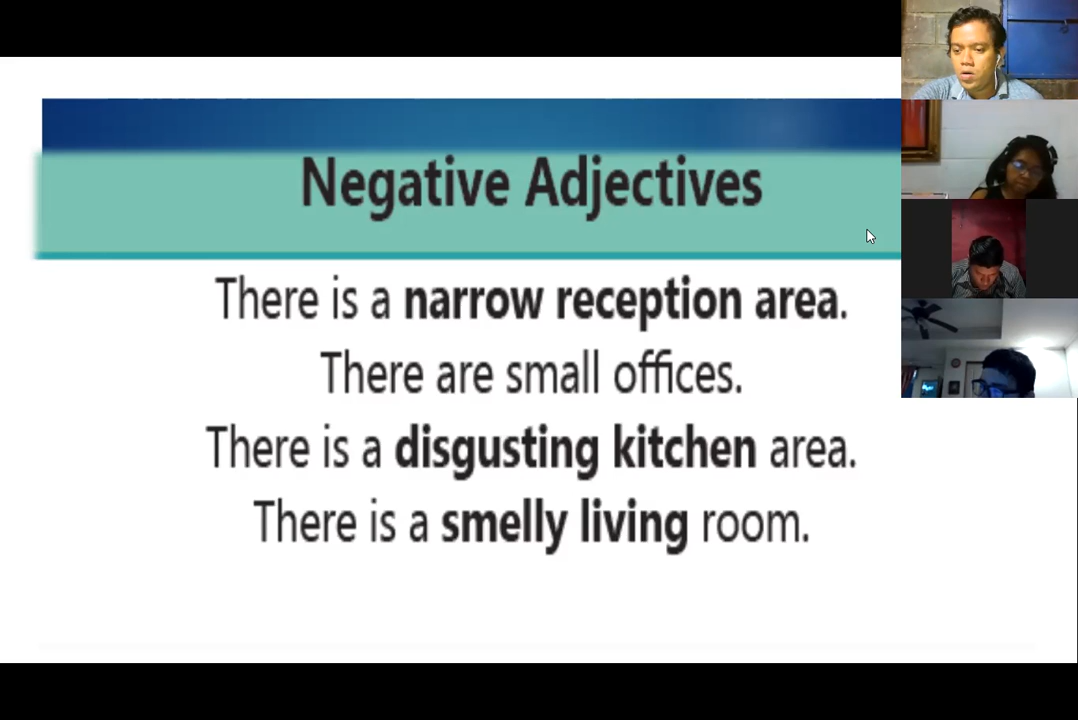 Negative Adjectives
There is a narrow reception area.
There are small offices.
There is a disgusting kitchen area.
There is a smelly living room.